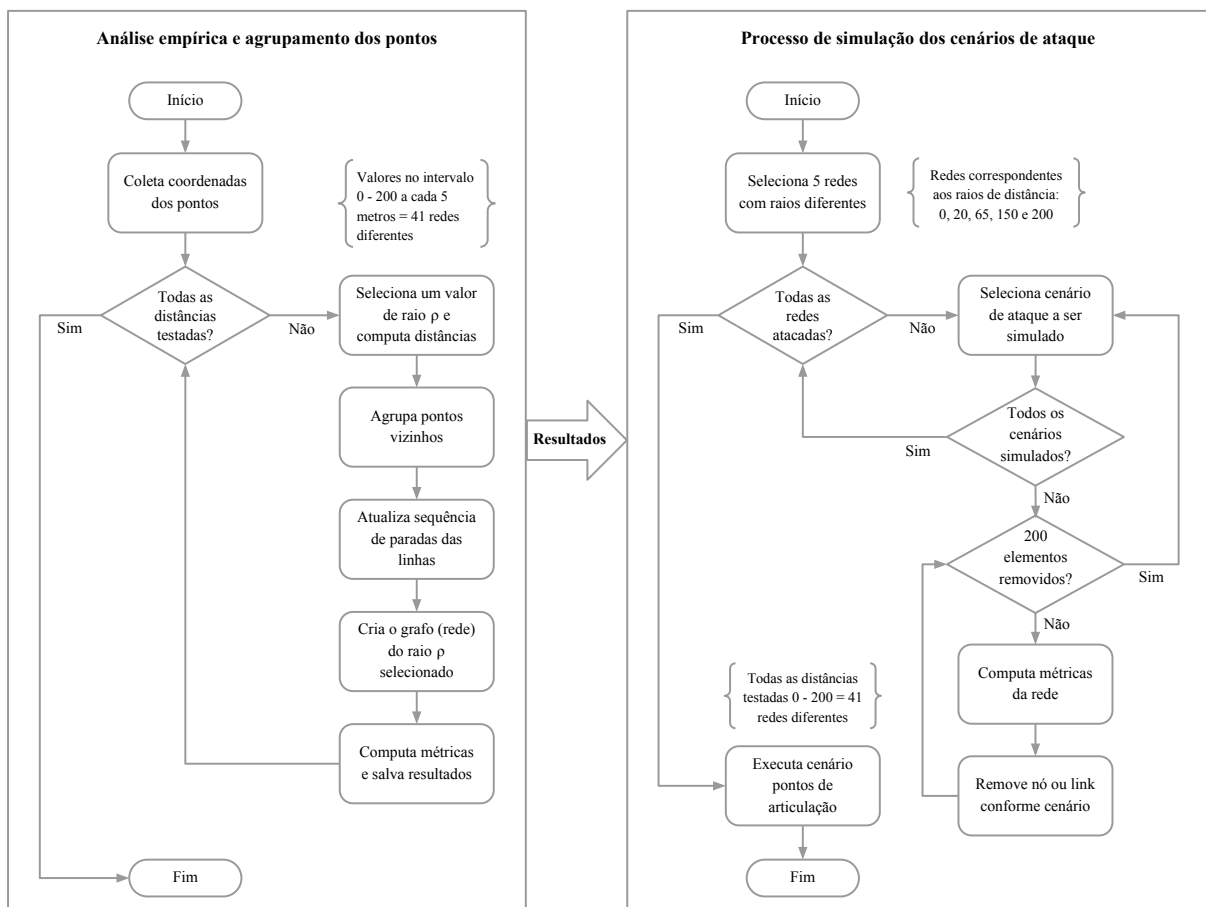 Análise empírica e agrupamento dos pontos
Início
Coleta coordenadas
dos pontos
Valores no intervalo
0 - 200 a cada 5
metros = 41 redes
diferentes
Todas as
distâncias
testadas?
Sim
Não
Seleciona um valor
de raio ρ e
computa distâncias
Agrupa pontos
vizinhos
Atualiza sequência
de paradas das
linhas
Cria o grafo (rede)
do raio ρ
selecionado
Computa métricas
e salva resultados
Fim
Resultados
Processo de simulação dos cenários de ataque
Início
Seleciona 5 redes
com raios diferentes
Redes correspondentes
aos raios de distância:
0, 20, 65, 150 e 200
Todas as
redes
atacadas?
Sim
Não
Seleciona cenário
de ataque a ser
simulado
Todos os
cenários
simulados?
Sim
Não
200
elementos
removidos?
Sim
Não
Computa métricas
da rede
Remove nó ou link
conforme cenário
Todas as distâncias
testadas 0 - 200 = 41
redes diferentes
Executa cenário
pontos de
articulação
Fim